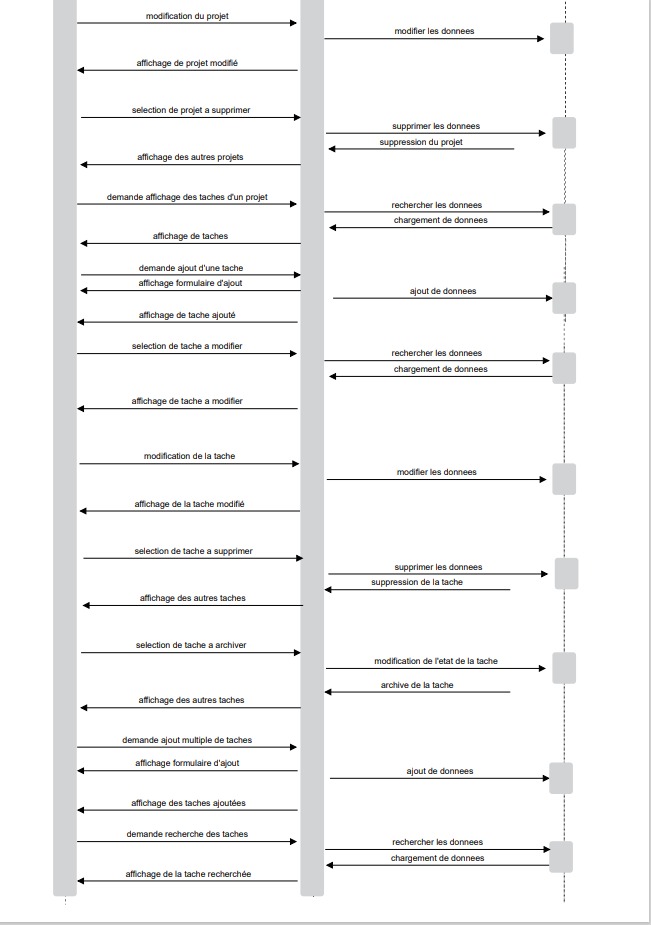 modification du projet
modifier les donnees
affichage de projet modifié
selection de projet a supprimer
supprimer les donnees
suppression du projet
affichage des autres projets
demande affichage des taches d'un projet
rechercher les donnees
chargement de donnees
affichage de taches
demande ajout d'une tache
affichage formulaire d'ajout
ajout de donnees
affichage de tache ajouté
selection de tache a modifier
rechercher les donnees
chargement de donnees
affichage de tache a modifier
modification de la tache
modifier les donnees
affichage de la tache modifié
selection de tache a supprimer
supprimer les donnees
suppression de la tache
affichage des autres taches
selection de tache a archiver
modification de l'etat de la tache
archive de la tache
affichage des autres taches
demande ajout multiple de taches
affichage formulaire d'ajout
ajout de donnees
affichage des taches ajoutées
demande recherche des taches
rechercher les donnees
chargement de donnees
affichage de la tache recherchée